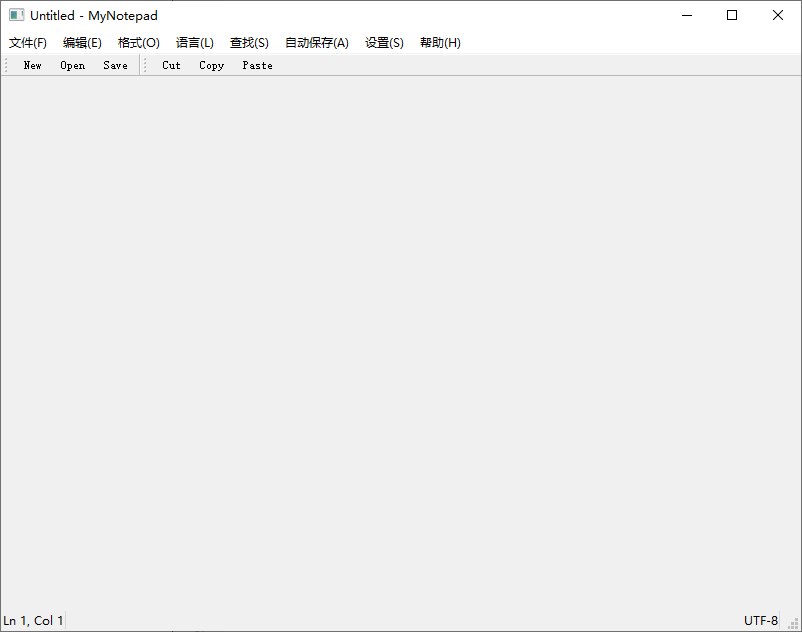 Untitled - MyNotepad
文件(F) 编辑(E) 格式(O) 语言(L) 查找(S) 自动保存(A) 设置(S) 帮助(H)
New Open Save Cut Copy Paste
Ln 1, Col 1 UTF-8